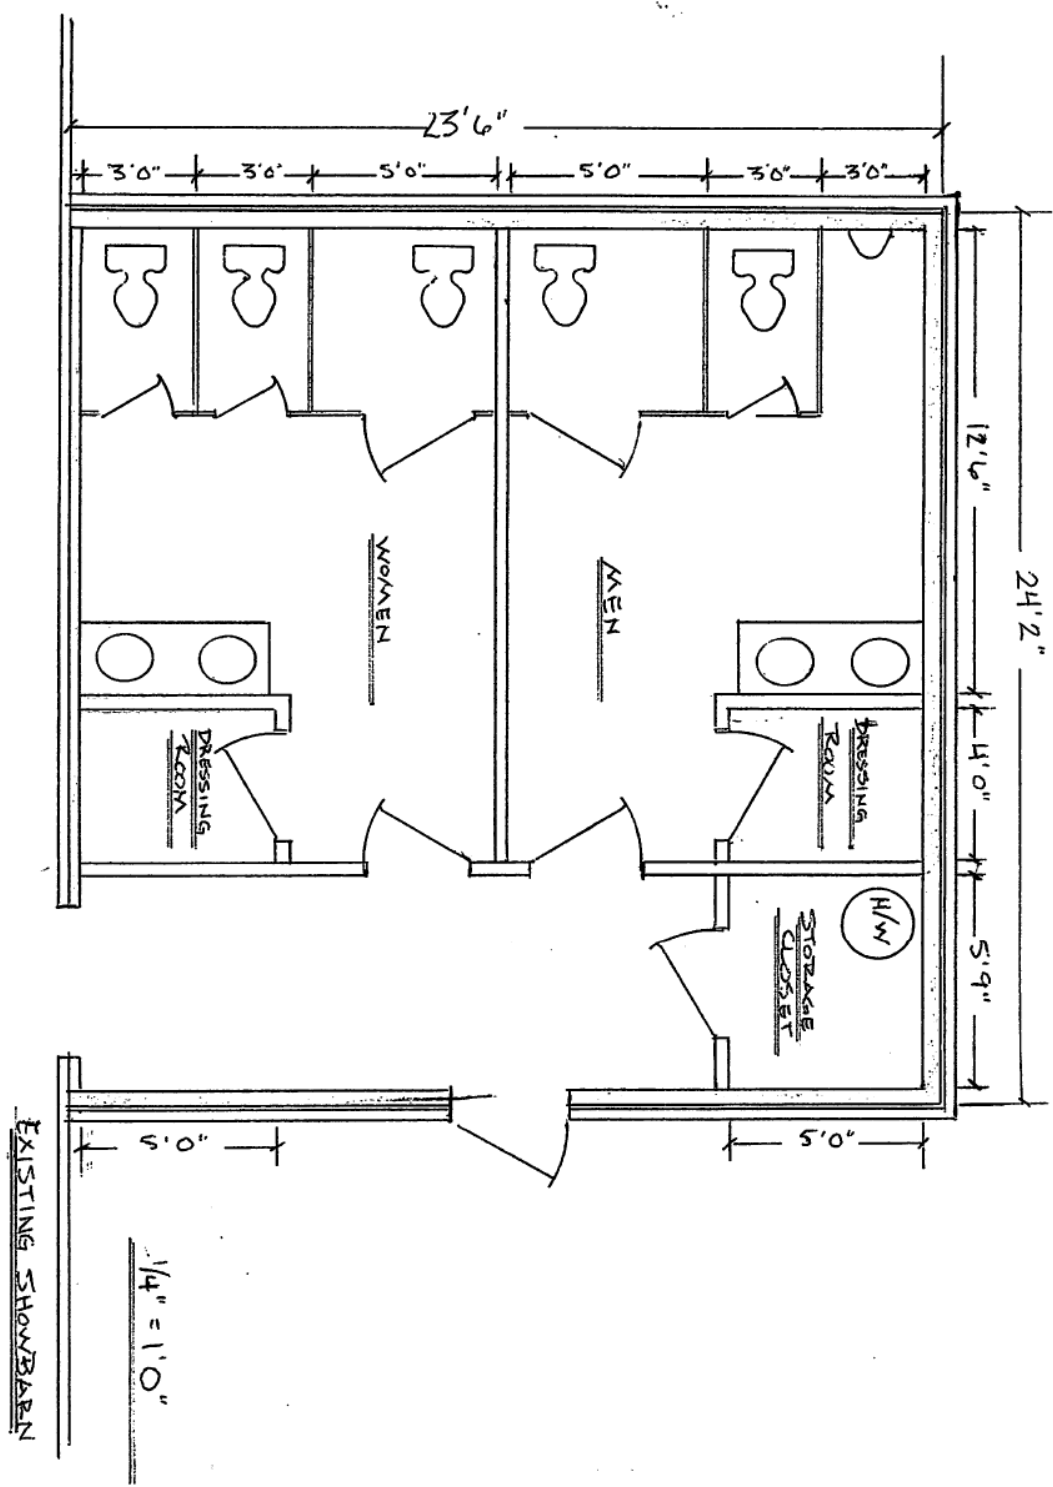 23'6"
3'0"
3'0"
5'0"
5'0"
3'0"
3'0"
12'6"
24'2"
WOMEN
MEN
DRESSING
ROOM
DRESSING
ROOM
4'0"
H/W
STORAGE
CLOSET
5'9"
5'0"
5'0"
EXISTING SHOWBARN
1/4" = 1'0"